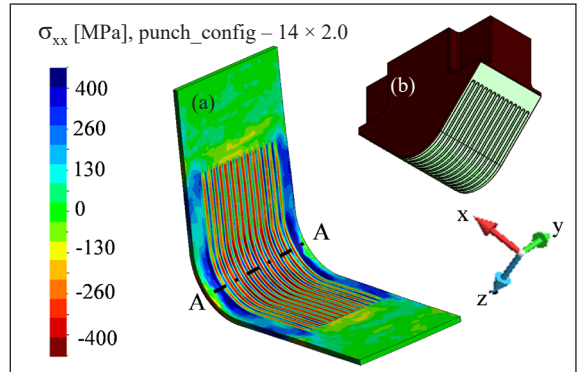 σxx [MPa], punch_config – 14 × 2.0
(a)
(b)
400
260
130
0
-130
-260
-400
A
A
x
y
z